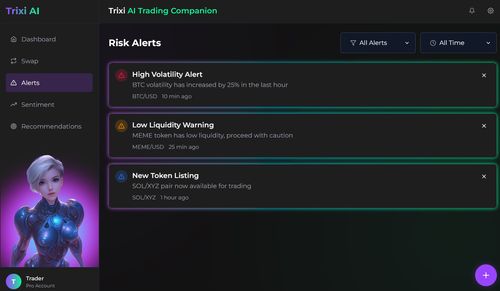 Trixi AI
Trixi AI Trading Companion
Dashboard
Swap
Alerts
Sentiment
Recommendations
Risk Alerts
All Alerts
All Time
High Volatility Alert
BTC volatility has increased by 25% in the last hour
BTC/USD 10 min ago
Low Liquidity Warning
MEME token has low liquidity, proceed with caution
MEME/USD 25 min ago
New Token Listing
SOL/XYZ pair now available for trading
SOL/XYZ 1 hour ago
T
Trader
Pro Account